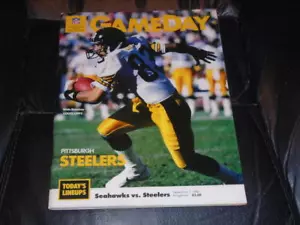 GAMEDAY
PITTSBURGH
STEELERS
TODAY'S
LINEUPS
Seahawks vs. Steelers